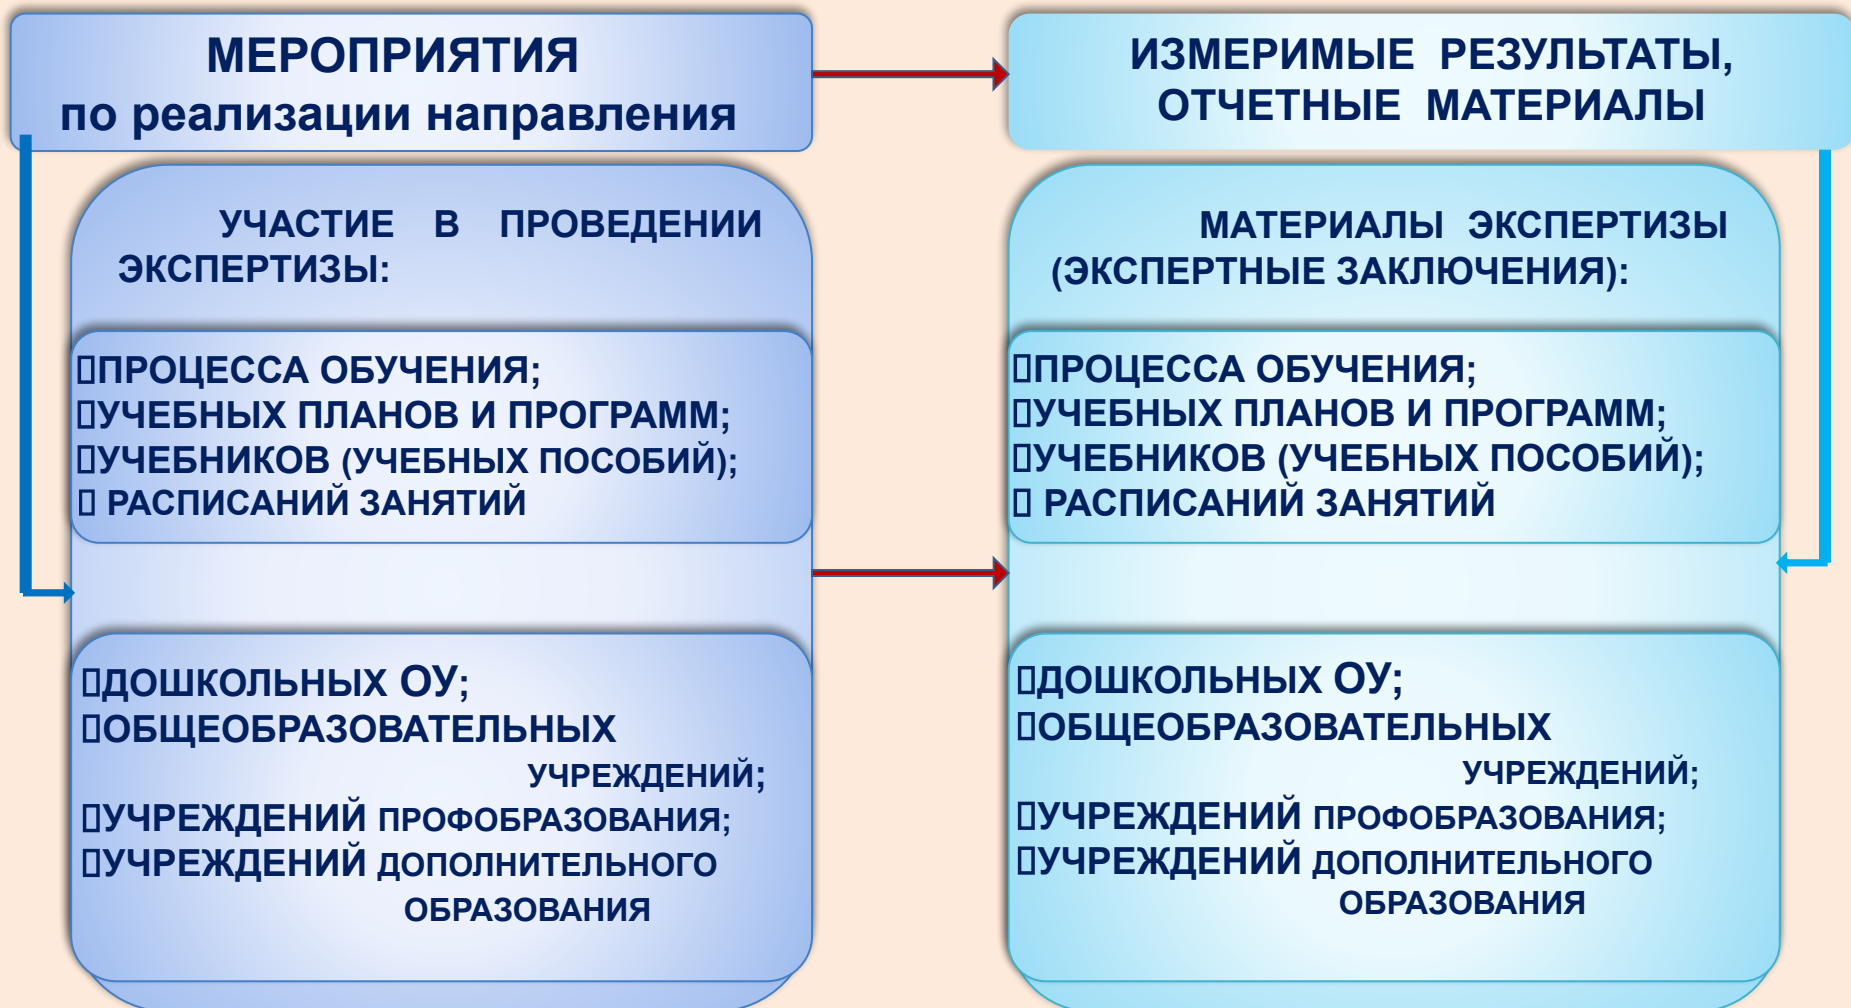 МЕРОПРИЯТИЯ
по реализации направления
УЧАСТИЕ В ПРОВЕДЕНИИ
ЭКСПЕРТИЗЫ:
ПРОЦЕССА ОБУЧЕНИЯ;
УЧЕБНЫХ ПЛАНОВ И ПРОГРАММ;
УЧЕБНИКОВ (УЧЕБНЫХ ПОСОБИЙ);
РАСПИСАНИЙ ЗАНЯТИЙ
ДОШКОЛЬНЫХ ОУ;
ОБЩЕОБРАЗОВАТЕЛЬНЫХ
УЧРЕЖДЕНИЙ;
УЧРЕЖДЕНИЙ ПРОФОБРАЗОВАНИЯ;
УЧРЕЖДЕНИЙ ДОПОЛНИТЕЛЬНОГО
ОБРАЗОВАНИЯ
ИЗМЕРИМЫЕ РЕЗУЛЬТАТЫ,
ОТЧЕТНЫЕ МАТЕРИАЛЫ
МАТЕРИАЛЫ ЭКСПЕРТИЗЫ
(ЭКСПЕРТНЫЕ ЗАКЛЮЧЕНИЯ):
ПРОЦЕССА ОБУЧЕНИЯ;
УЧЕБНЫХ ПЛАНОВ И ПРОГРАММ;
УЧЕБНИКОВ (УЧЕБНЫХ ПОСОБИЙ);
РАСПИСАНИЙ ЗАНЯТИЙ
ДОШКОЛЬНЫХ ОУ;
ОБЩЕОБРАЗОВАТЕЛЬНЫХ
УЧРЕЖДЕНИЙ;
УЧРЕЖДЕНИЙ ПРОФОБРАЗОВАНИЯ;
УЧРЕЖДЕНИЙ ДОПОЛНИТЕЛЬНОГО
ОБРАЗОВАНИЯ